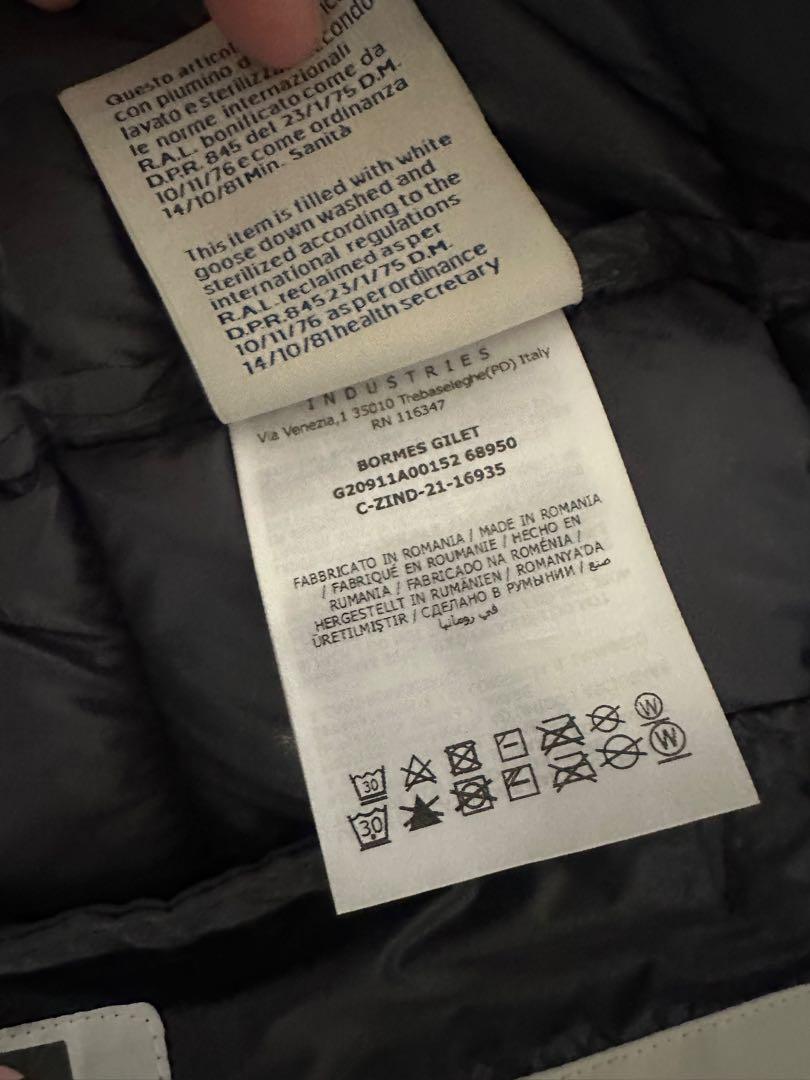 Questo articol
con piumino d condo
lavato e sterilizza
le norme internazionali
R.A.L. bonificato come da
D.P.R. 845 del 23/1/75 D.M.
10/11/76 e come ordinanza
14/10/81 Min. Sanità
This item is filled with white
goose down washed and
sterilized according to the
international regulations
R.A.L. reclaimed as per
D.P.R.845 23/1/75 D.M.
10/11/76 as per ordinance
14/10/81 health secretary
INDUSTRIES
Via Venezia,1 35010 Trebaseleghe(PD) Italy
RN 116347
BORMES GILET
G20911A00152 68950
C-ZIND-21-16935
FABBRICATO IN ROMANIA / MADE IN ROMANIA
/ FABRIQUÉ EN ROUMANIE / HECHO EN
RUMANIA / FABRICADO NA ROMÉNIA /
HERGESTELLT IN RUMÄNIEN / ROMANYA'DA
ÜRETILMIŞTIR / СДЕЛАНО В РУМЫНИИ / صنع
في رومانيا
30 W
30 W